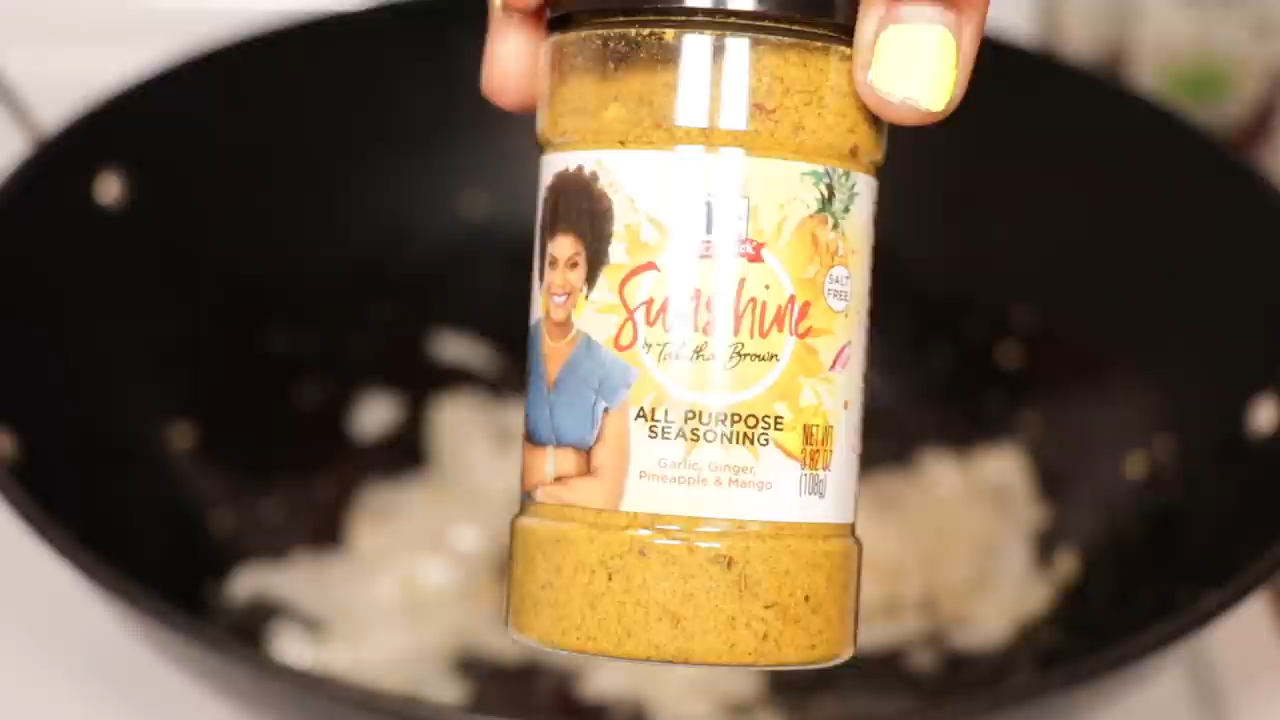 Sunshine
by Tabitha Brown
SALT
FREE
ALL PURPOSE
SEASONING
Garlic, Ginger,
Pineapple & Mango
NET WT
3.82 OZ
(108g)